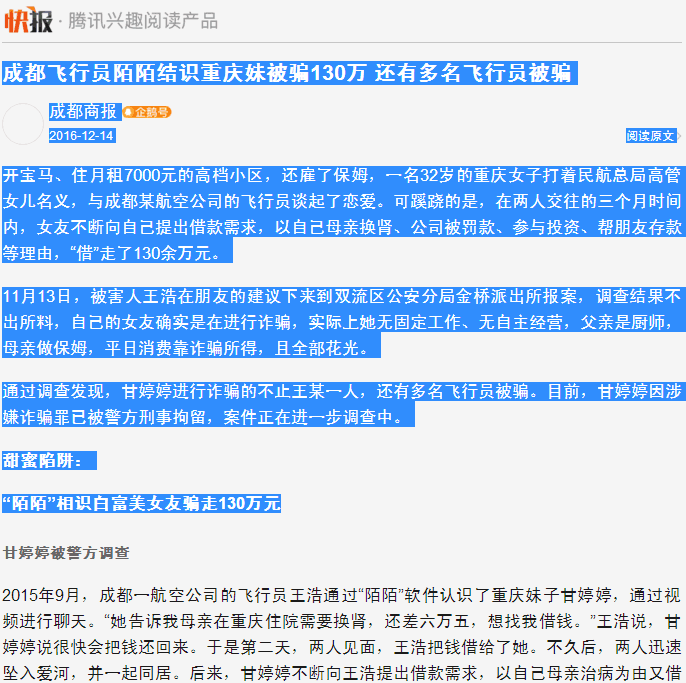 快报 · 腾讯兴趣阅读产品
成都飞行员陌陌结识重庆妹被骗130万 还有多名飞行员被骗
成都商报 企鹅号
2016-12-14 阅读原文
开宝马、住月租7000元的高档小区，还雇了保姆，一名32岁的重庆女子打着民航总局高管
女儿名义，与成都某航空公司的飞行员谈起了恋爱。可蹊跷的是，在两人交往的三个月时间
内，女友不断向自己提出借款需求，以自己母亲换肾、公司被罚款、参与投资、帮朋友存款
等理由，“借”走了130余万元。
11月13日，被害人王浩在朋友的建议下来到双流区公安分局金桥派出所报案，调查结果不
出所料，自己的女友确实是在进行诈骗，实际上她无固定工作、无自主经营，父亲是厨师，
母亲做保姆，平日消费靠诈骗所得，且全部花光。
通过调查发现，甘婷婷进行诈骗的不止王某一人，还有多名飞行员被骗。目前，甘婷婷因涉
嫌诈骗罪已被警方刑事拘留，案件正在进一步调查中。
甜蜜陷阱：
“陌陌”相识白富美女友骗走130万元
甘婷婷被警方调查
2015年9月，成都一航空公司的飞行员王浩通过“陌陌”软件认识了重庆妹子甘婷婷，通过视
频进行聊天。“她告诉我母亲在重庆住院需要换肾，还差六万五，想找我借钱。”王浩说，甘
婷婷说很快会把钱还回来。于是第二天，两人见面，王浩把钱借给了她。不久后，两人迅速
坠入爱河，并一起同居。后来，甘婷婷不断向王浩提出借款需求，以自己母亲治病为由又借